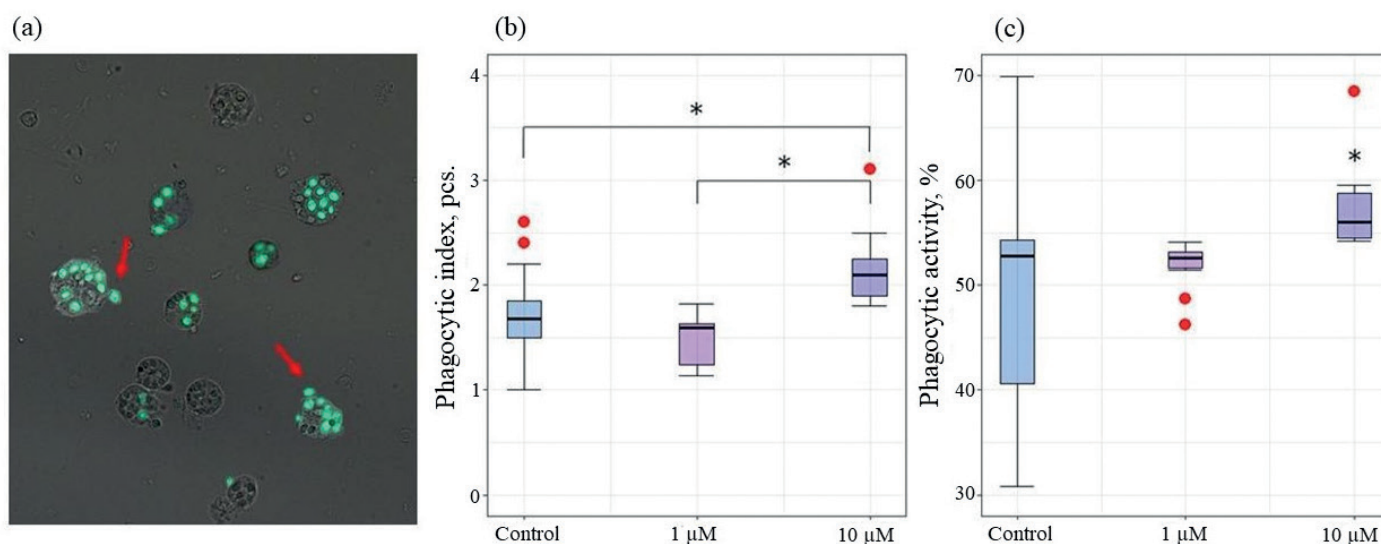 (a)
(b)
(c)
Phagocytic index, pcs.
4
3
2
1
0
*
*
Control
1 µM
10 µM
Phagocytic activity, %
70
60
50
40
30
*
Control
1 µM
10 µM